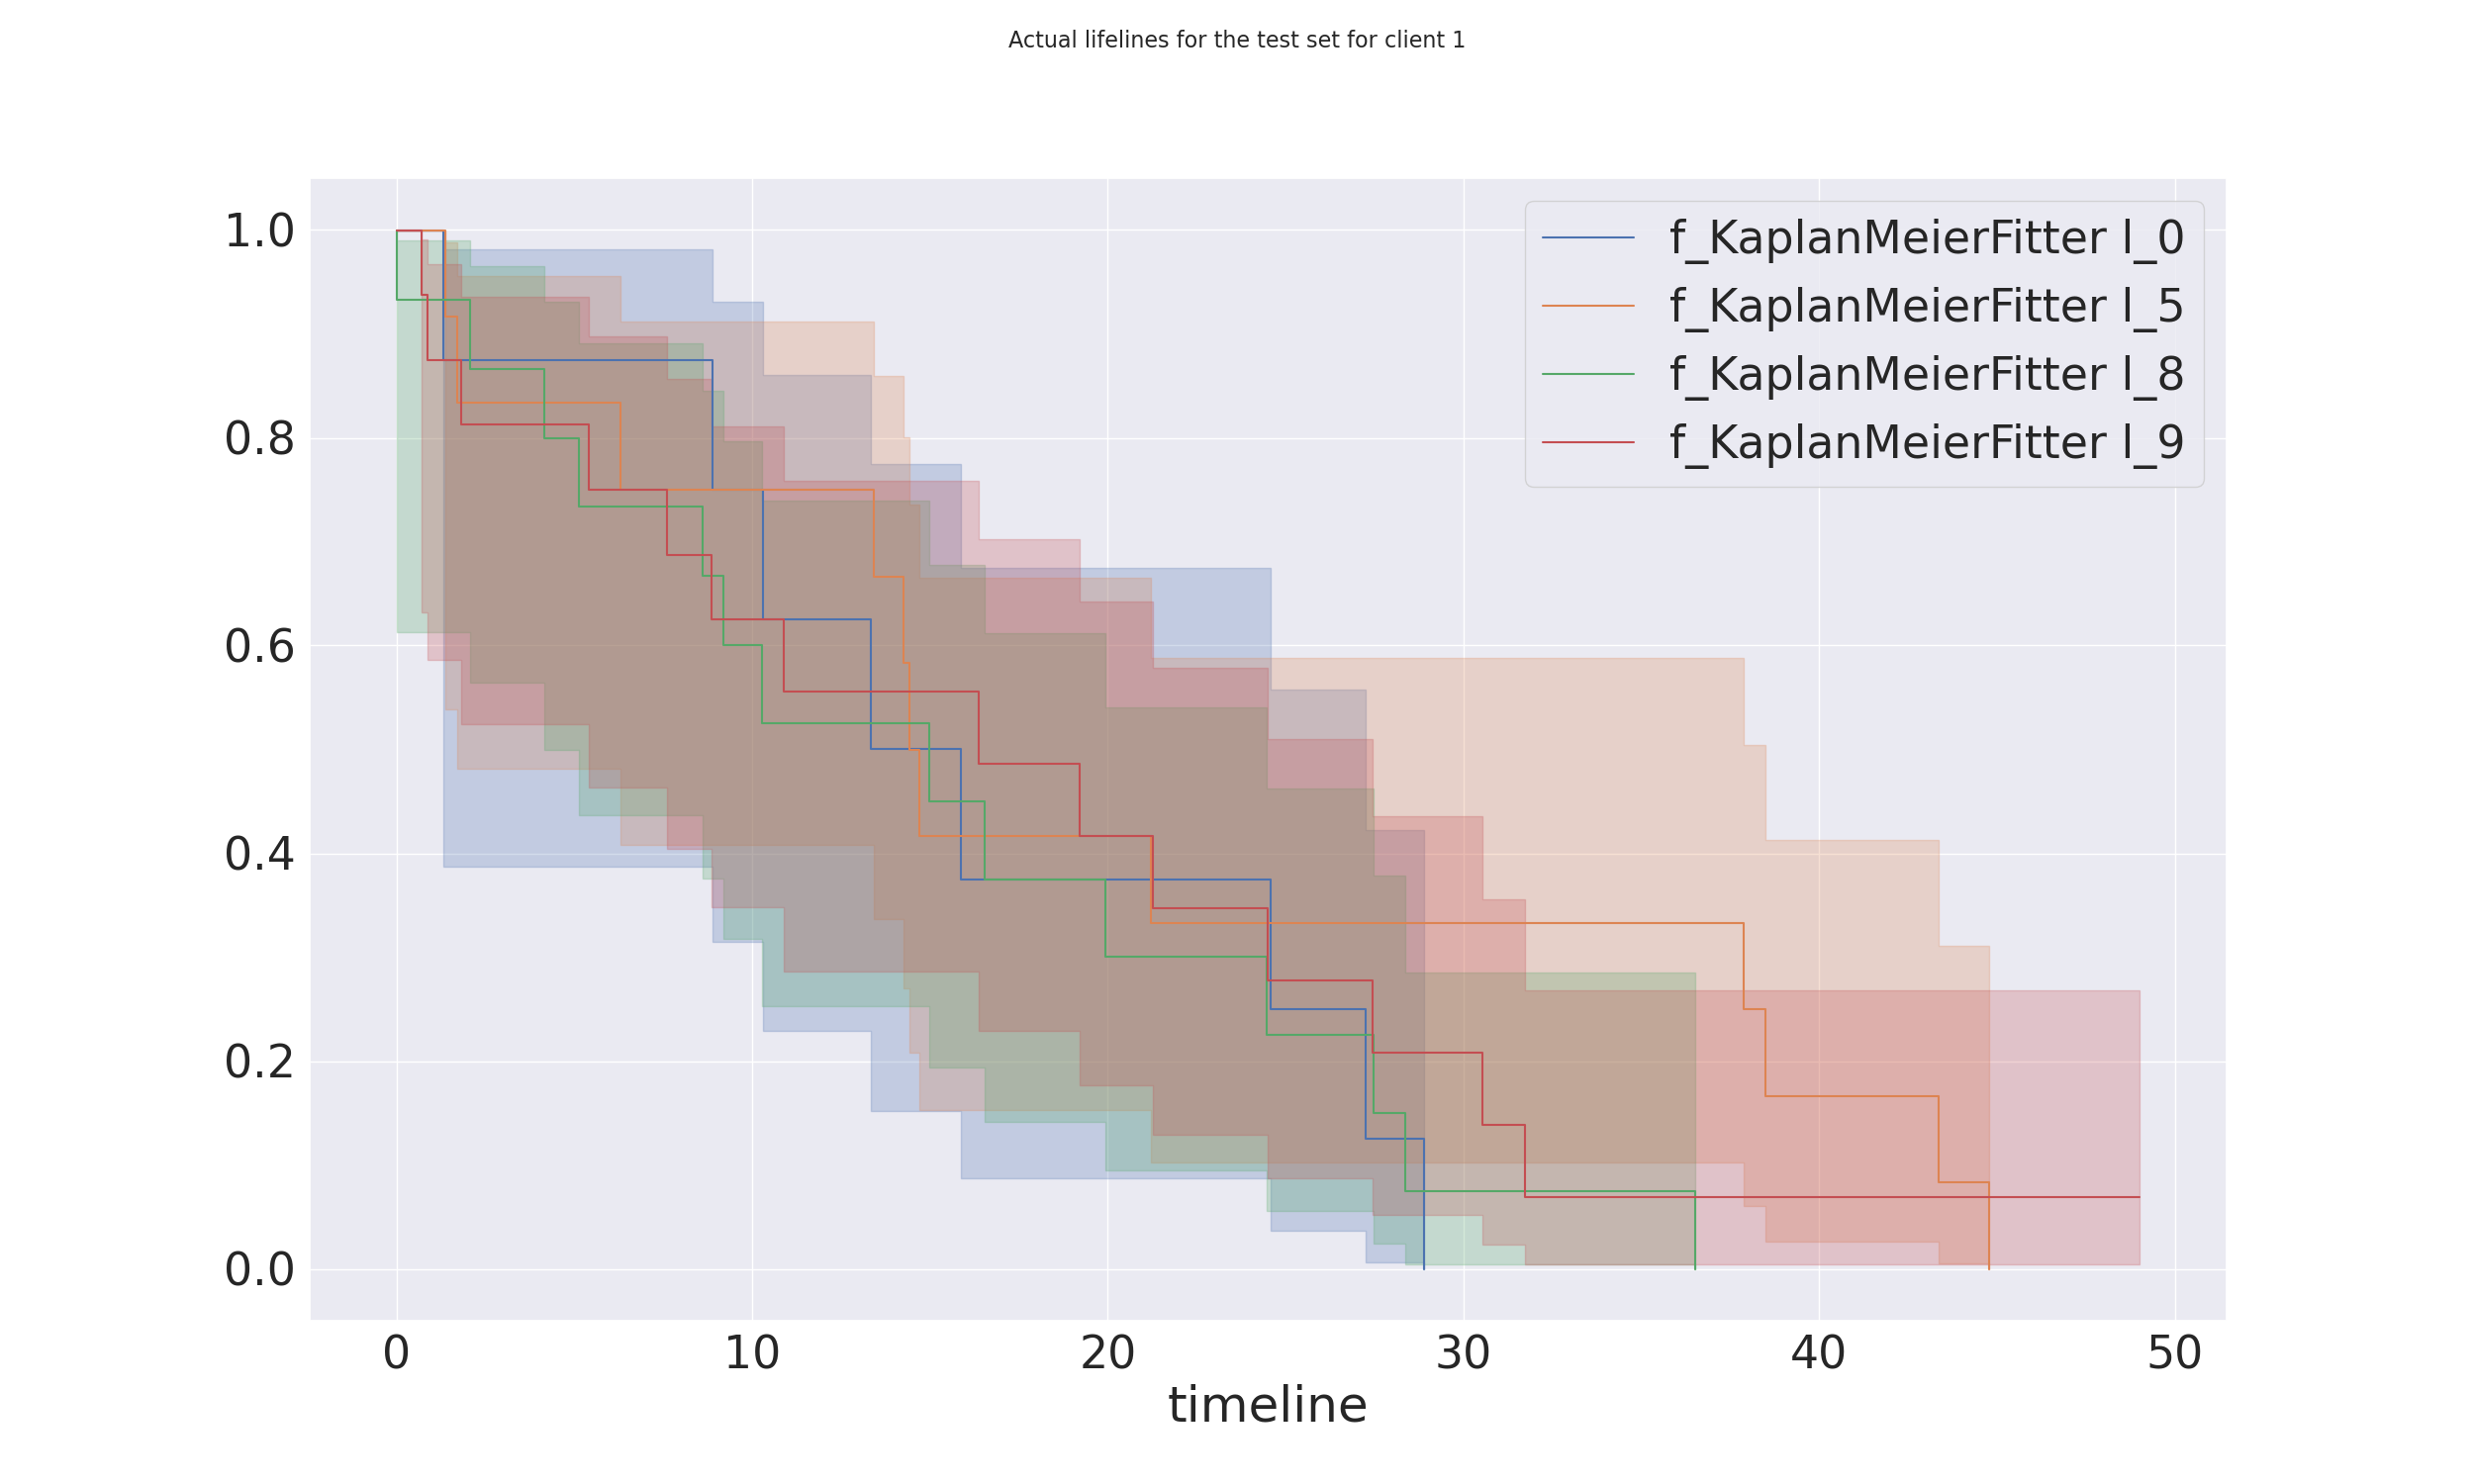 Actual lifelines for the test set for client 1
1.0
0.8
0.6
0.4
0.2
0.0
f_KaplanMeierFitter l_0
f_KaplanMeierFitter l_5
f_KaplanMeierFitter l_8
f_KaplanMeierFitter l_9
0 10 20 30 40 50
timeline